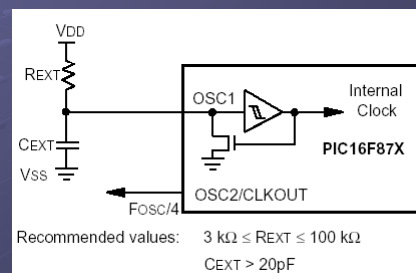 VDD
REXT
OSC1
Internal
Clock
CEXT
PIC16F87X
VSS
FOSC/4
OSC2/CLKOUT
Recommended values: 3 kΩ ≤ REXT ≤ 100 kΩ
CEXT > 20pF